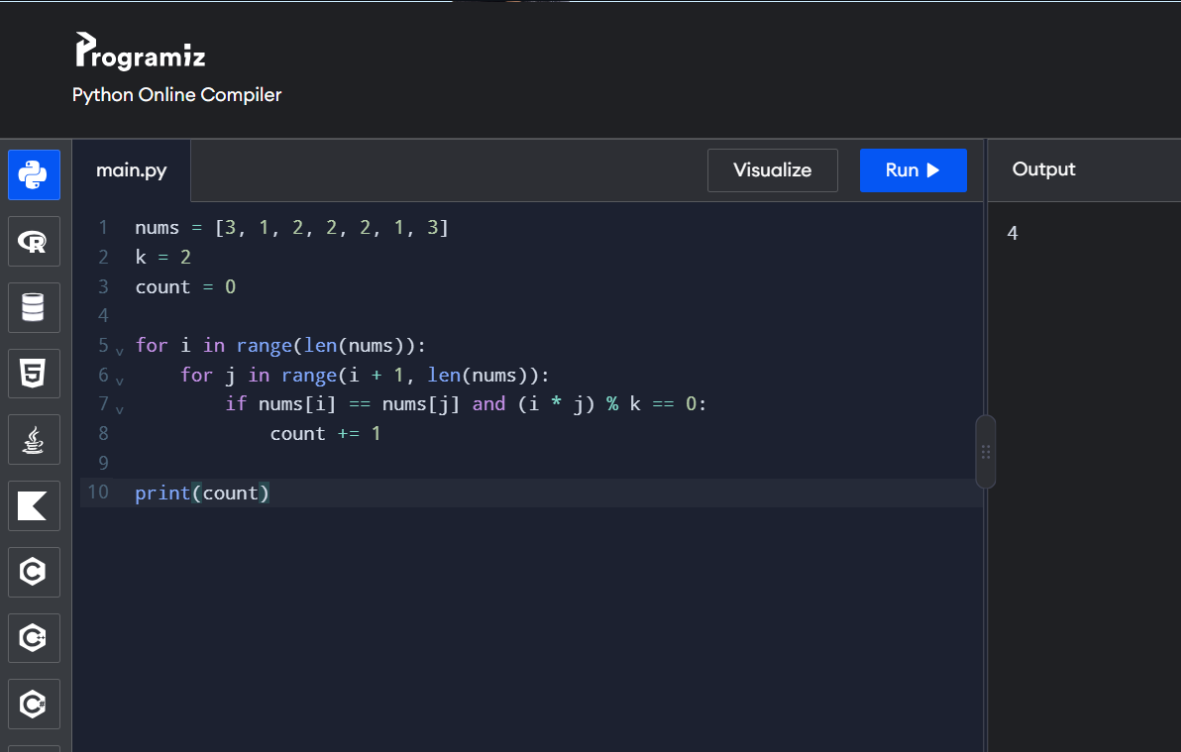 Programiz
Python Online Compiler
main.py
Visualize
Run
Output
1 nums = [3, 1, 2, 2, 2, 1, 3]
2 k = 2
3 count = 0
4
5 for i in range(len(nums)):
6     for j in range(i + 1, len(nums)):
7         if nums[i] == nums[j] and (i * j) % k == 0:
8             count += 1
9
10 print(count)
4